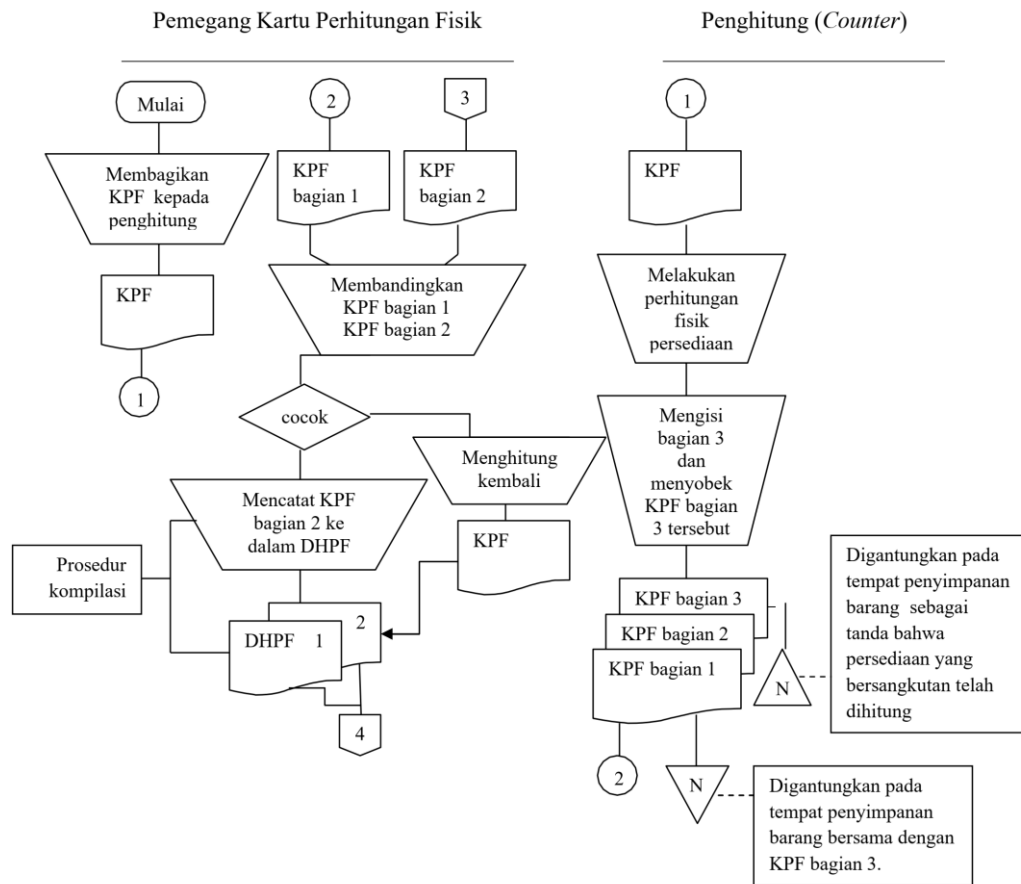 Pemegang Kartu Perhitungan Fisik
Mulai
Membagikan
KPF kepada
penghitung
KPF
1
2
KPF
bagian 1
3
KPF
bagian 2
Membandingkan
KPF bagian 1
KPF bagian 2
cocok
Menghitung
kembali
KPF
Mencatat KPF
bagian 2 ke
dalam DHPF
Prosedur
kompilasi
2
DHPF 1
4
Penghitung (Counter)
1
KPF
Melakukan
perhitungan
fisik
persediaan
Mengisi
bagian 3
dan
menyobek
KPF bagian
3 tersebut
KPF bagian 3
KPF bagian 2
KPF bagian 1
2
N
Digantungkan pada
tempat penyimpanan
barang sebagai
tanda bahwa
persediaan yang
bersangkutan telah
dihitung
N
Digantungkan pada
tempat penyimpanan
barang bersama dengan
KPF bagian 3.